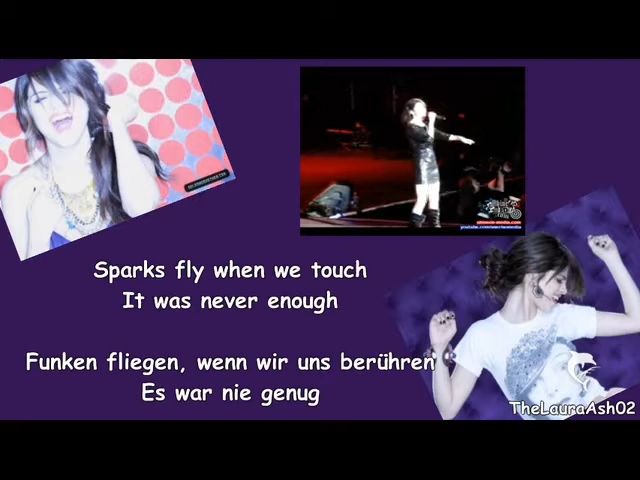 Sparks fly when we touch
It was never enough
Funken fliegen, wenn wir uns berühren
Es war nie genug
TheLauraAsh02